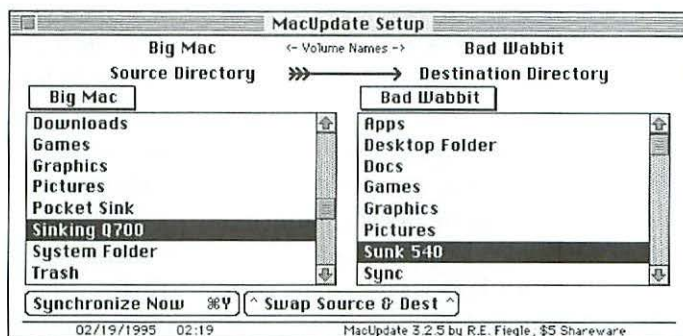 MacUpdate Setup
Big Mac <- Volume Names -> Bad Wabbit
Source Directory Destination Directory
Big Mac
Downloads
Games
Graphics
Pictures
Pocket Sink
Sinking Q700
System Folder
Trash
Bad Wabbit
Apps
Desktop Folder
Docs
Games
Graphics
Pictures
Sunk 540
Sync
Synchronize Now ⌘Y
^ Swap Source & Dest ^
02/19/1995 02:19 MacUpdate 3.2.5 by R.E. Fiegle, $5 Shareware